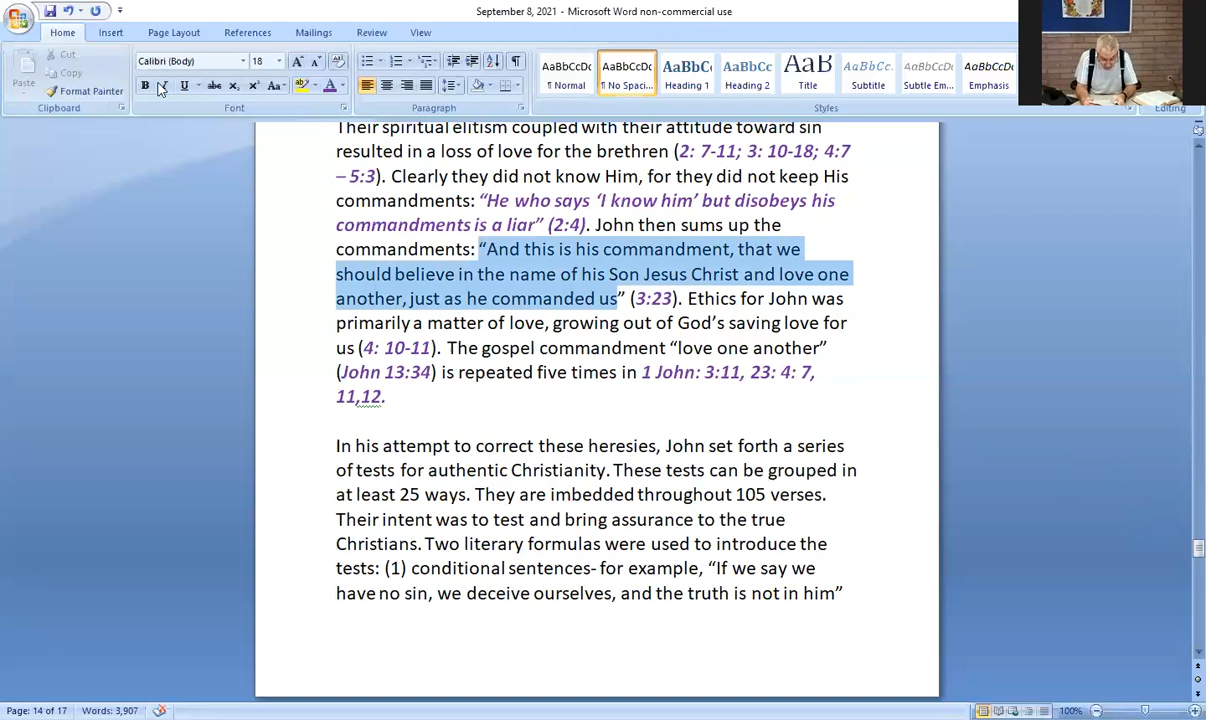 September 8, 2021 - Microsoft Word non-commercial use
Home Insert Page Layout References Mailings Review View
Paste
Cut
Copy
Format Painter
Clipboard
Calibri (Body) 18
Font
Paragraph
AaBbCcDc AaBbCcDc AaBbCc AaBbCc AaB AaBbCc AaBbCcDc AaBbCcDc
¶ Normal ¶ No Spaci... Heading 1 Heading 2 Title Subtitle Subtle Em... Emphasis
Styles
Editing
Their spiritual elitism coupled with their attitude toward sin
resulted in a loss of love for the brethren (2: 7-11; 3: 10-18; 4:7
– 5:3). Clearly they did not know Him, for they did not keep His
commandments: “He who says ‘I know him’ but disobeys his
commandments is a liar” (2:4). John then sums up the
commandments: “And this is his commandment, that we
should believe in the name of his Son Jesus Christ and love one
another, just as he commanded us” (3:23). Ethics for John was
primarily a matter of love, growing out of God’s saving love for
us (4: 10-11). The gospel commandment “love one another”
(John 13:34) is repeated five times in 1 John: 3:11, 23: 4: 7,
11,12.
In his attempt to correct these heresies, John set forth a series
of tests for authentic Christianity. These tests can be grouped in
at least 25 ways. They are imbedded throughout 105 verses.
Their intent was to test and bring assurance to the true
Christians. Two literary formulas were used to introduce the
tests: (1) conditional sentences- for example, “If we say we
have no sin, we deceive ourselves, and the truth is not in him”
Page: 14 of 17 Words: 3,907 100%